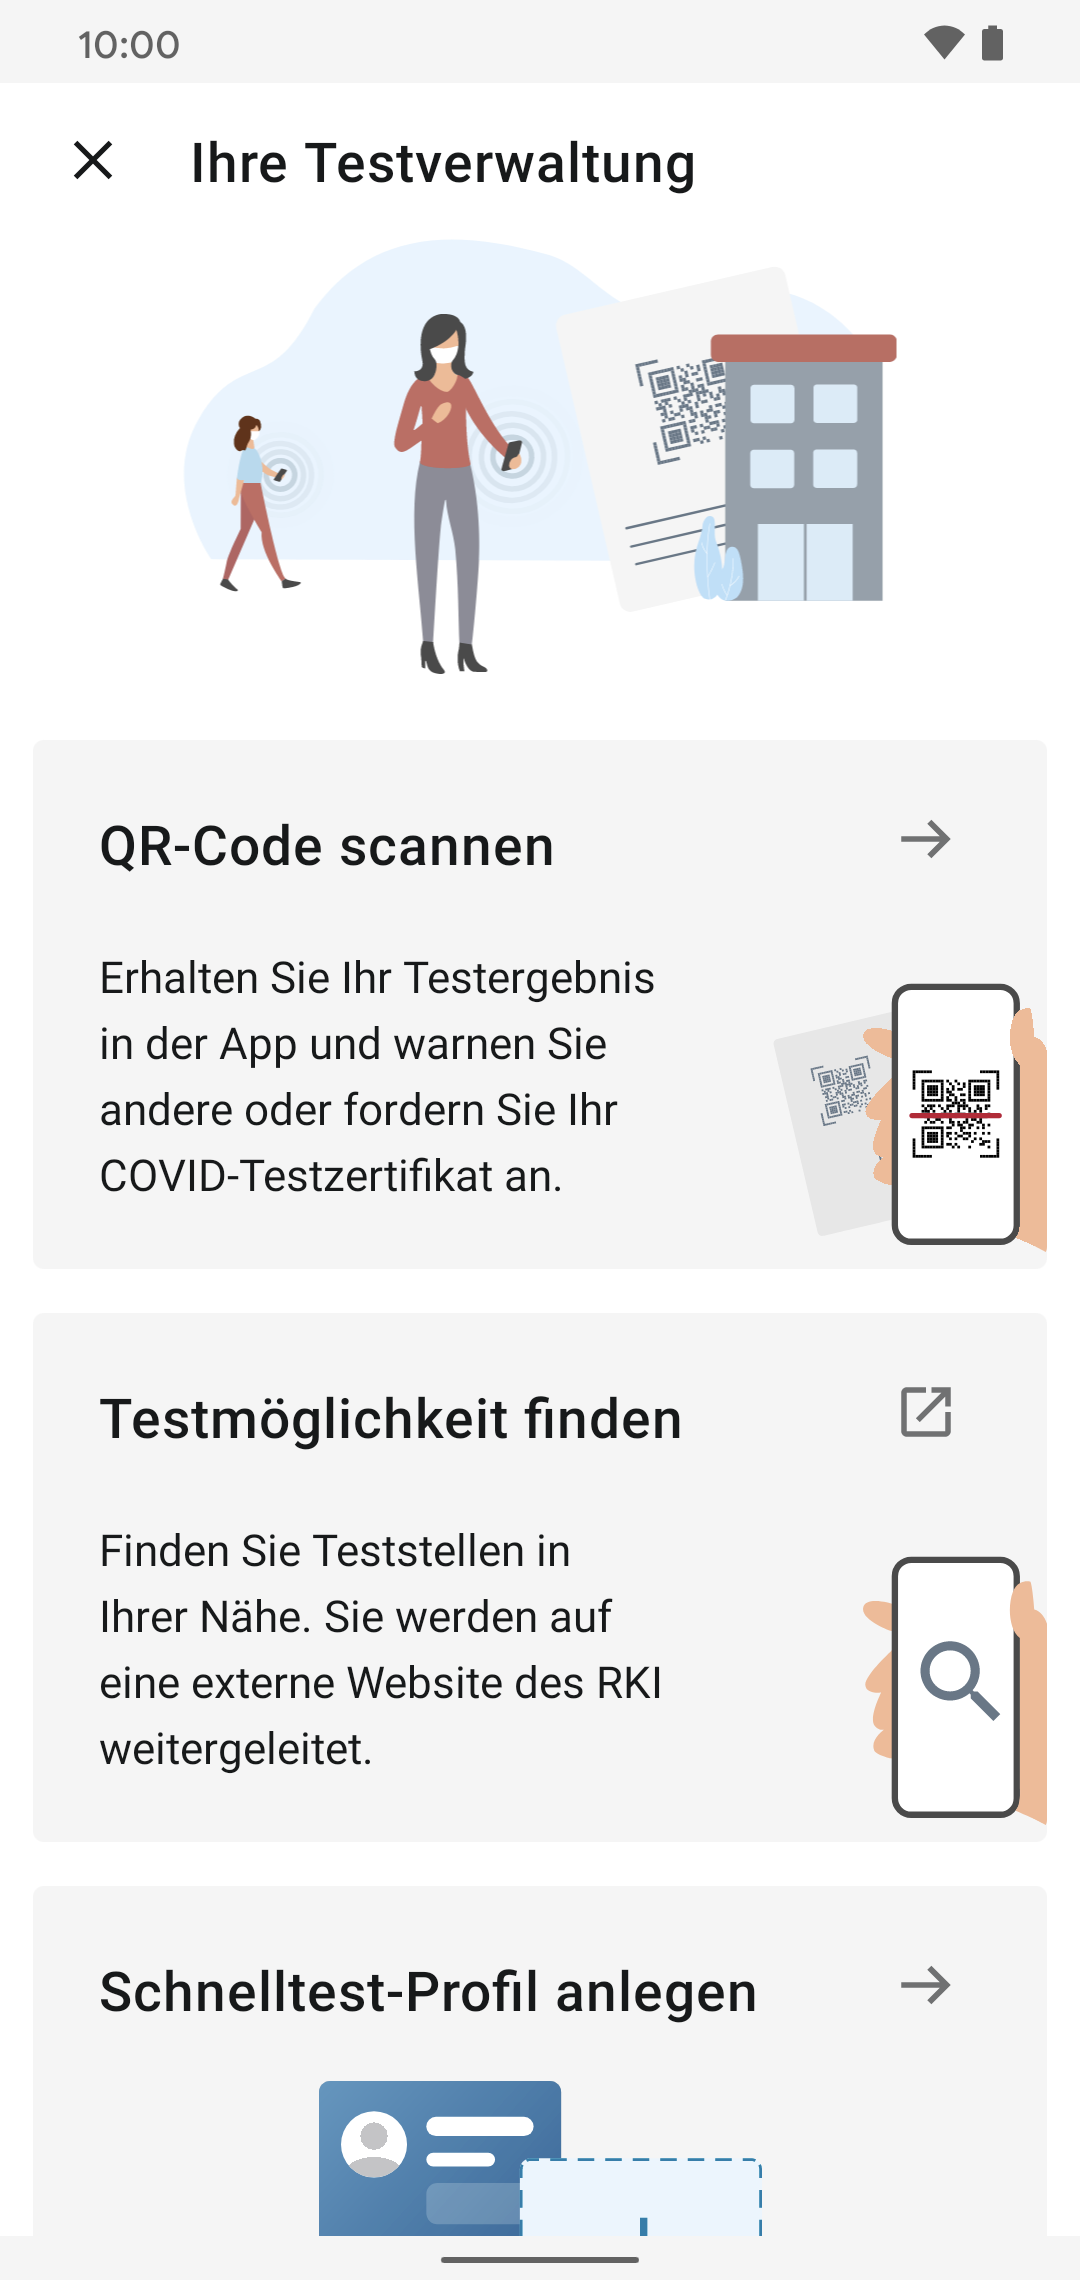 10:00
Ihre Testverwaltung
QR-Code scannen
Erhalten Sie Ihr Testergebnis
in der App und warnen Sie
andere oder fordern Sie Ihr
COVID-Testzertifikat an.
Testmöglichkeit finden
Finden Sie Teststellen in
Ihrer Nähe. Sie werden auf
eine externe Website des RKI
weitergeleitet.
Schnelltest-Profil anlegen